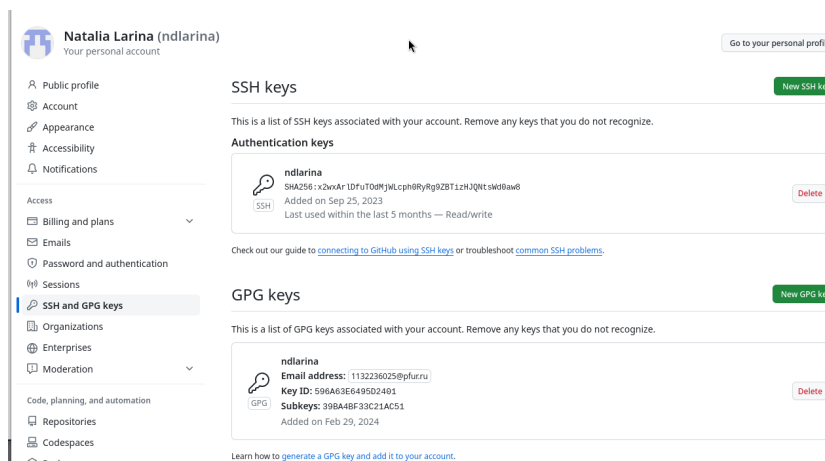 Natalia Larina (ndlarina)
Your personal account
Go to your personal profi
Public profile
Account
Appearance
Accessibility
Notifications
Access
Billing and plans
Emails
Password and authentication
Sessions
SSH and GPG keys
Organizations
Enterprises
Moderation
Code, planning, and automation
Repositories
Codespaces
SSH keys
New SSH ke
This is a list of SSH keys associated with your account. Remove any keys that you do not recognize.
Authentication keys
ndlarina
SHA256:x2wxArlDfuTOdMjWLcph0RyRg9ZBTizHJQNtsWd0aw8
Added on Sep 25, 2023
Last used within the last 5 months — Read/write
SSH
Delete
Check out our guide to connecting to GitHub using SSH keys or troubleshoot common SSH problems.
GPG keys
New GPG ke
This is a list of GPG keys associated with your account. Remove any keys that you do not recognize.
ndlarina
Email address: 1132236025@pfur.ru
Key ID: 596A63E6495D2401
Subkeys: 39BA4BF33C21AC51
Added on Feb 29, 2024
GPG
Delete
Learn how to generate a GPG key and add it to your account.